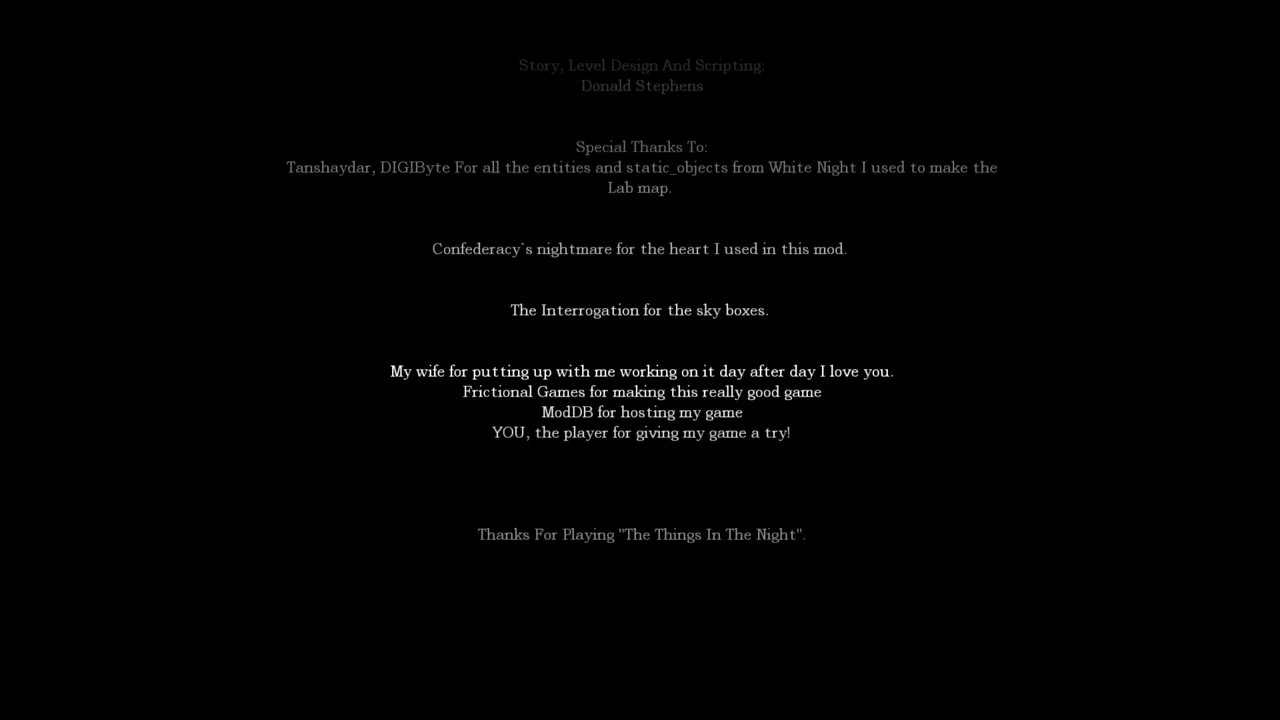 Story, Level Design And Scripting:
Donald Stephens
Special Thanks To:
Tanshaydar, DIGIByte For all the entities and static_objects from White Night I used to make the
Lab map.
Confederacy`s nightmare for the heart I used in this mod.
The Interrogation for the sky boxes.
My wife for putting up with me working on it day after day I love you.
Frictional Games for making this really good game
ModDB for hosting my game
YOU, the player for giving my game a try!
Thanks For Playing "The Things In The Night".